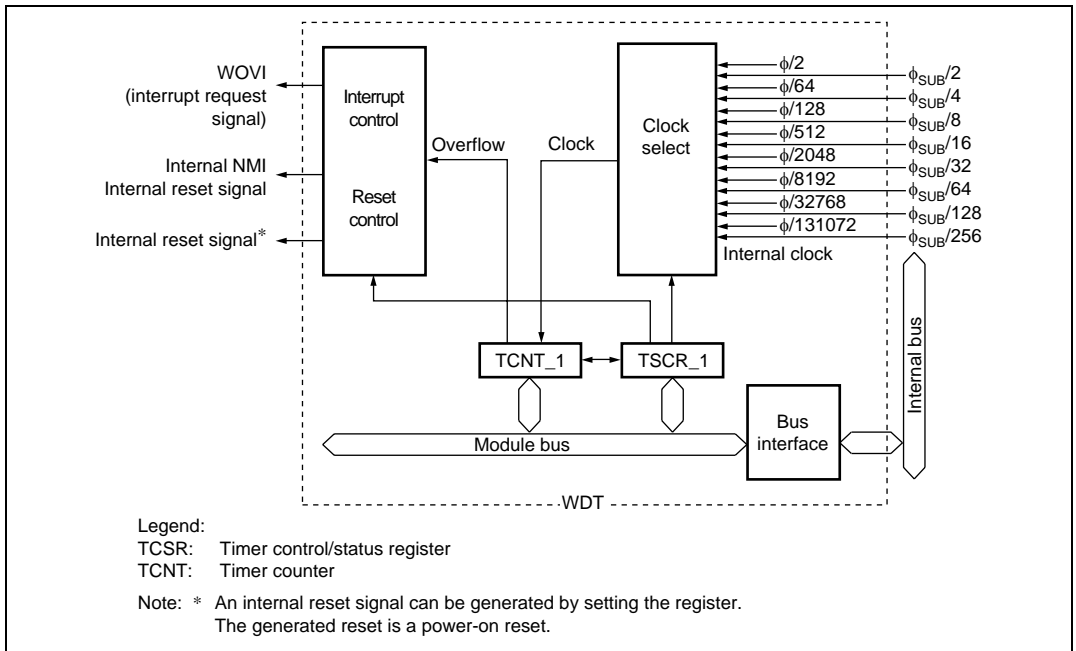 WOVI
(interrupt request
signal)
Internal NMI
Internal reset signal
Internal reset signal*
Interrupt
control
Reset
control
Overflow
Clock
Clock
select
ϕ/2
ϕ/64
ϕ/128
ϕ/512
ϕ/2048
ϕ/8192
ϕ/32768
ϕ/131072
Internal clock
ϕSUB/2
ϕSUB/4
ϕSUB/8
ϕSUB/16
ϕSUB/32
ϕSUB/64
ϕSUB/128
ϕSUB/256
TCNT_1
TSCR_1
Module bus
Bus
interface
Internal bus
WDT
Legend:
TCSR: Timer control/status register
TCNT: Timer counter
Note: * An internal reset signal can be generated by setting the register.
The generated reset is a power-on reset.